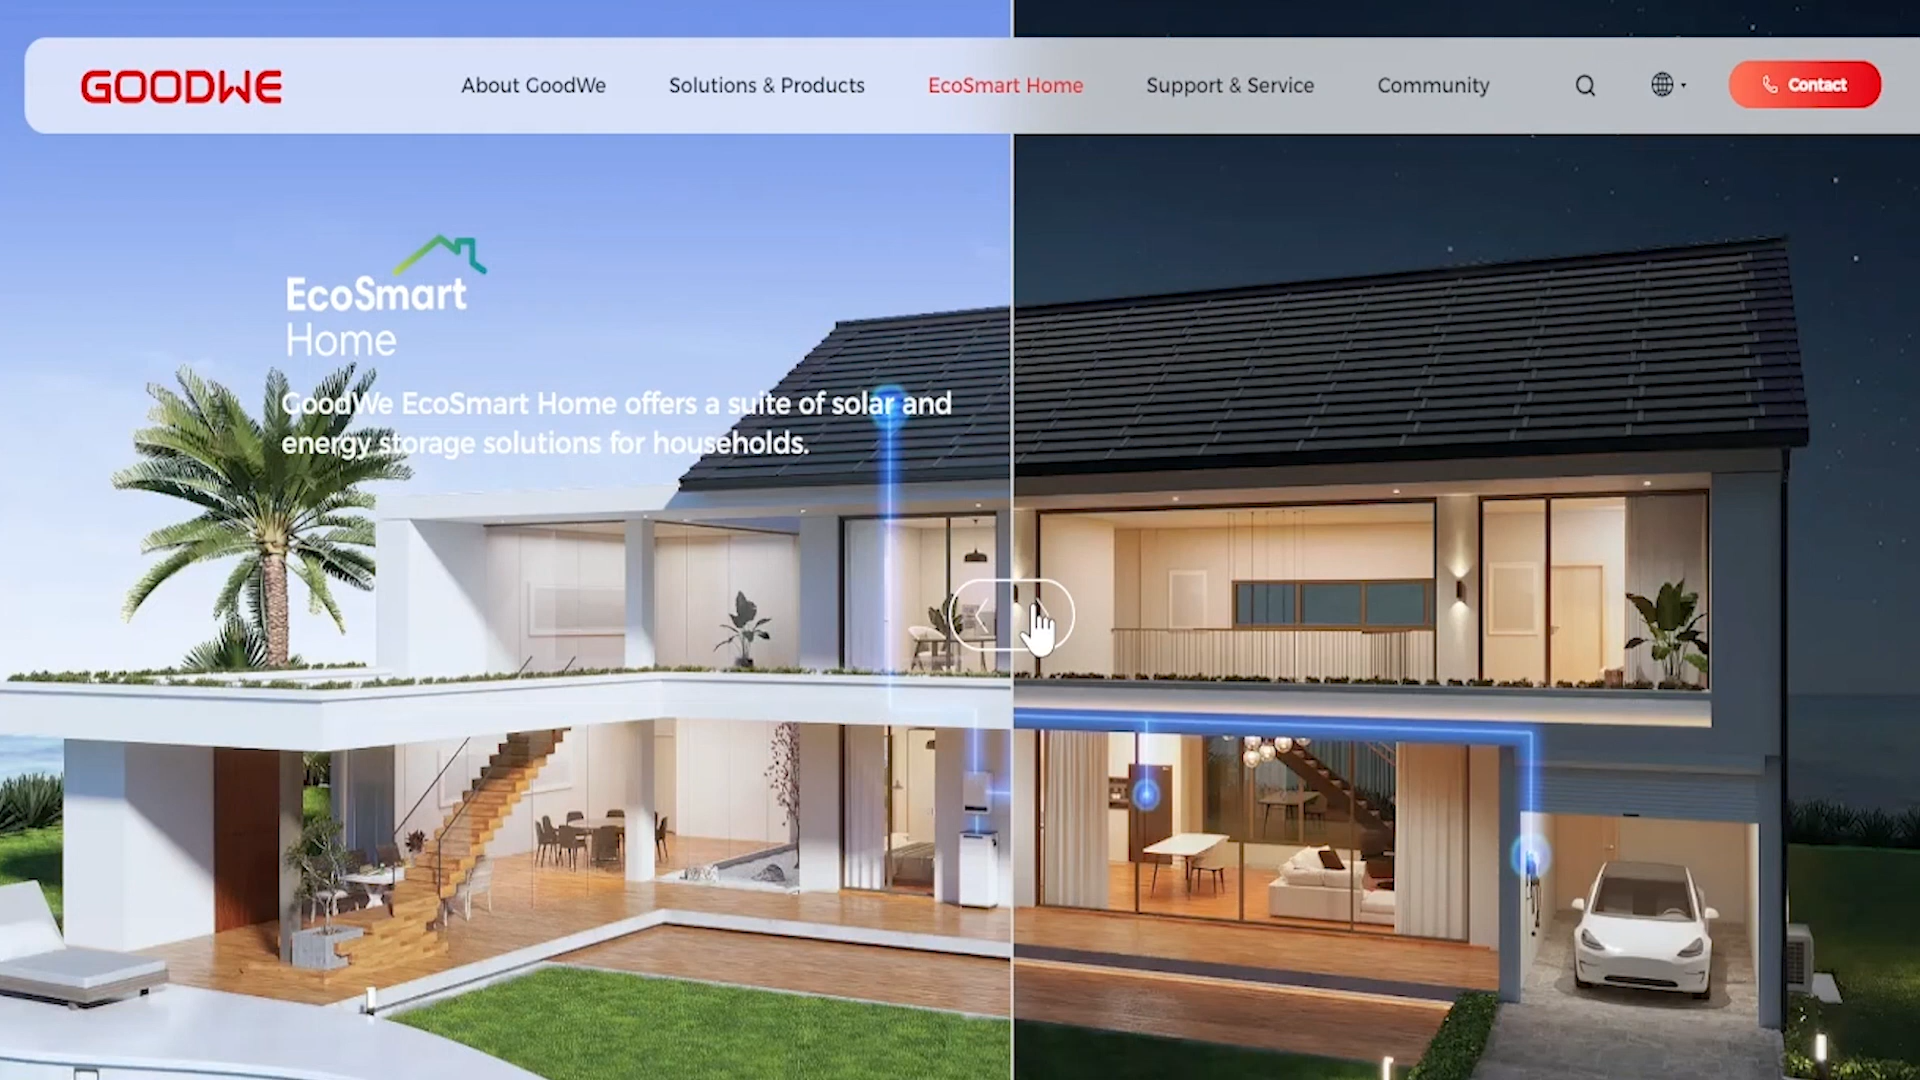 GOODWE
About GoodWe
Solutions & Products
EcoSmart Home
Support & Service
Community
Contact
EcoSmart
Home
GoodWe EcoSmart Home offers a suite of solar and
energy storage solutions for households.